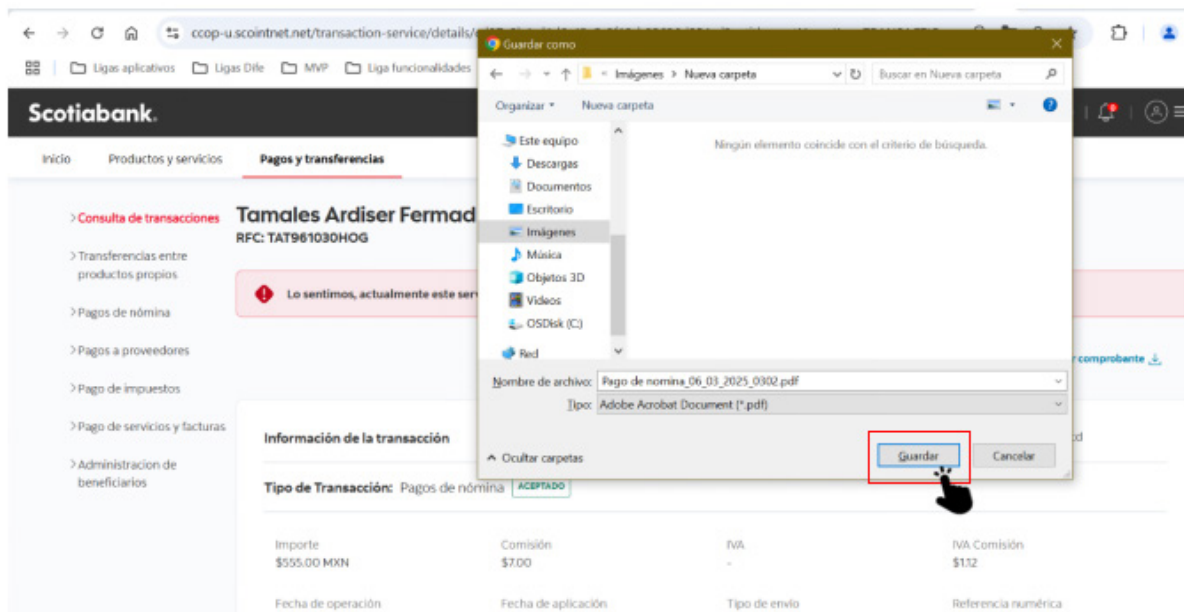 ccop-u.scointnet.net/transaction-service/details/
Ligas aplicativos Ligas Dife MVP Liga funcionalidades
Scotiabank.
Inicio Productos y servicios Pagos y transferencias
Consulta de transacciones
Transferencias entre
productos propios
Pagos de nómina
Pagos a proveedores
Pago de impuestos
Pago de servicios y facturas
Administracion de
beneficiarios
Tamales Ardiser Fermad
RFC: TAT961030HOG
Lo sentimos, actualmente este ser
comprobante
Información de la transacción
Tipo de Transacción: Pagos de nómina ACEPTADO
Importe Comisión IVA IVA Comisión
$555.00 MXN $7.00 - $1.12
Fecha de operación Fecha de aplicación Tipo de envío Referencia numérica
Guardar como
Imágenes > Nueva carpeta Buscar en Nueva carpeta
Organizar Nueva carpeta
Este equipo
Descargas
Documentos
Escritorio
Imágenes
Música
Objetos 3D
Videos
OSDisk (C:)
Red
Ningún elemento coincide con el criterio de búsqueda.
Nombre de archivo: Pago de nomina_06_03_2025_0302.pdf
Tipo: Adobe Acrobat Document (*.pdf)
Ocultar carpetas Guardar Cancelar